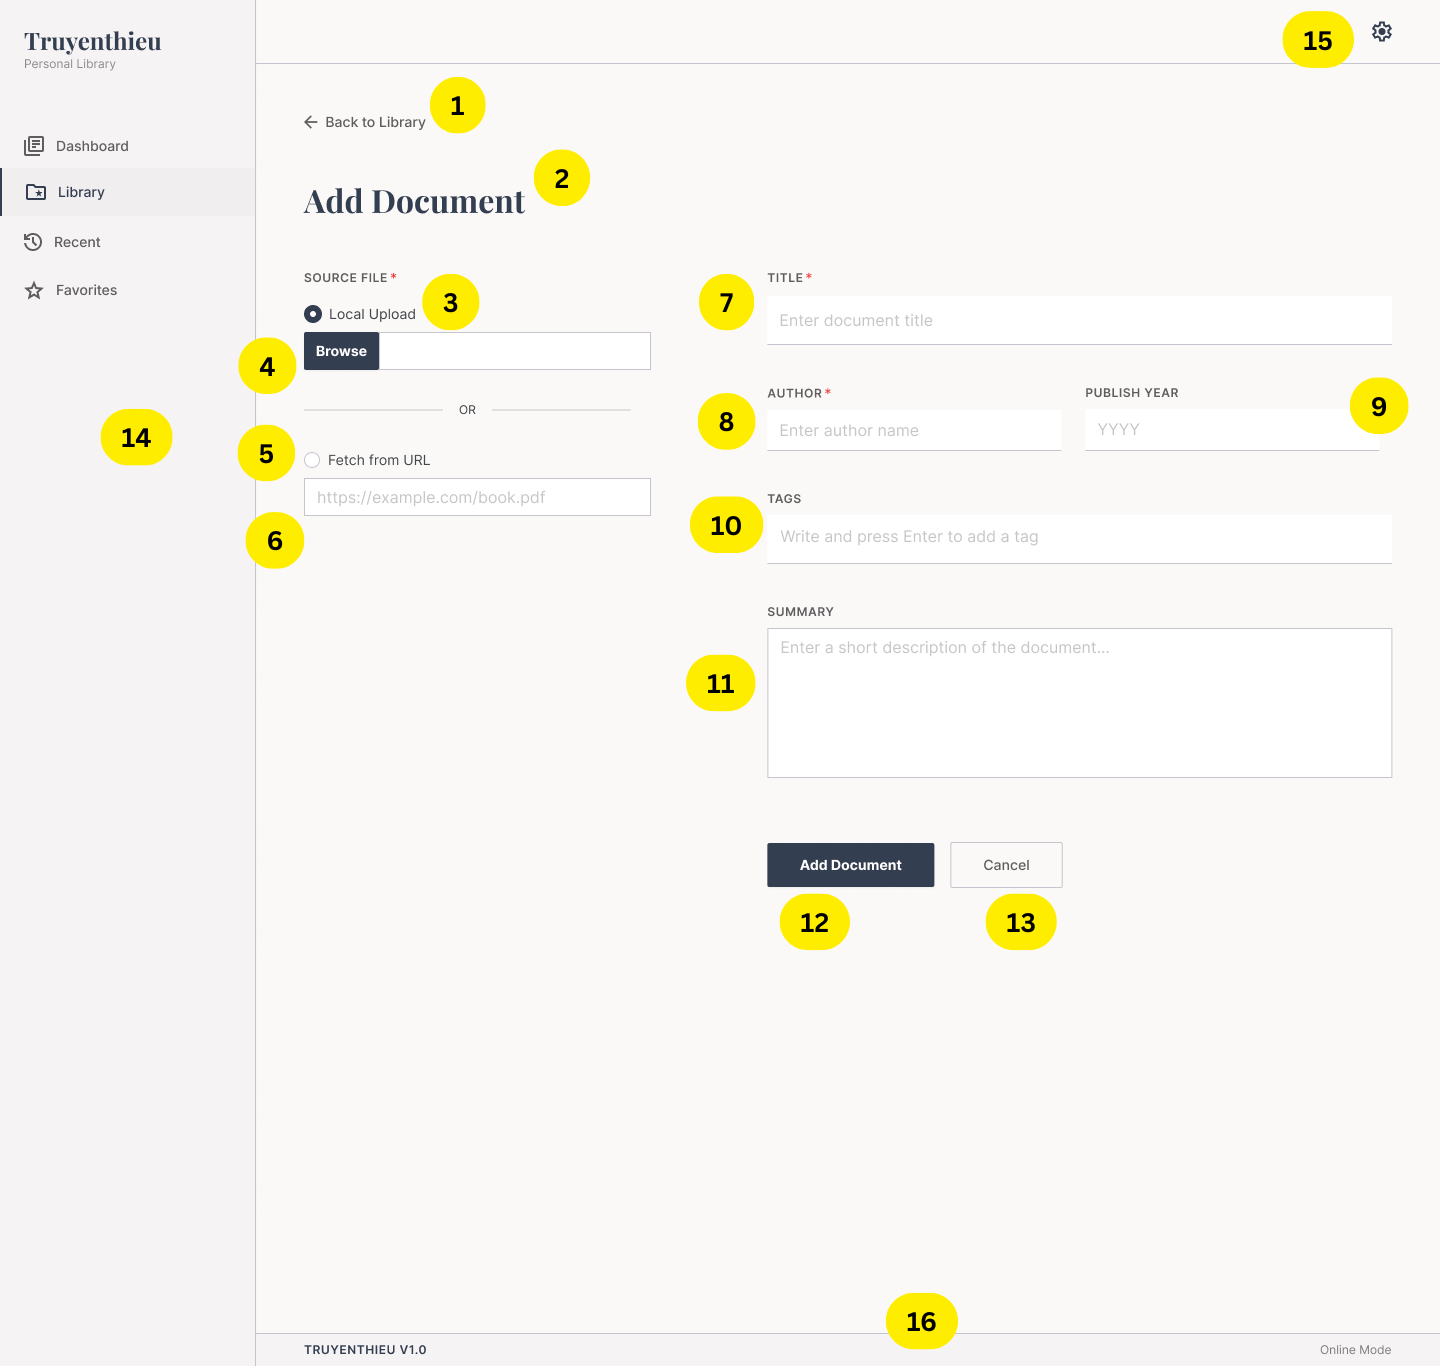 Truyenthieu
Personal Library
Dashboard
Library
Recent
Favorites
14
15
Back to Library
1
Add Document
2
SOURCE FILE*
Local Upload
3
Browse
4
OR
5
Fetch from URL
https://example.com/book.pdf
6
TITLE*
7
Enter document title
AUTHOR*
8
Enter author name
PUBLISH YEAR
9
YYYY
TAGS
10
Write and press Enter to add a tag
SUMMARY
Enter a short description of the document...
11
Add Document
Cancel
12
13
16
TRUYENTHIEU V1.0
Online Mode